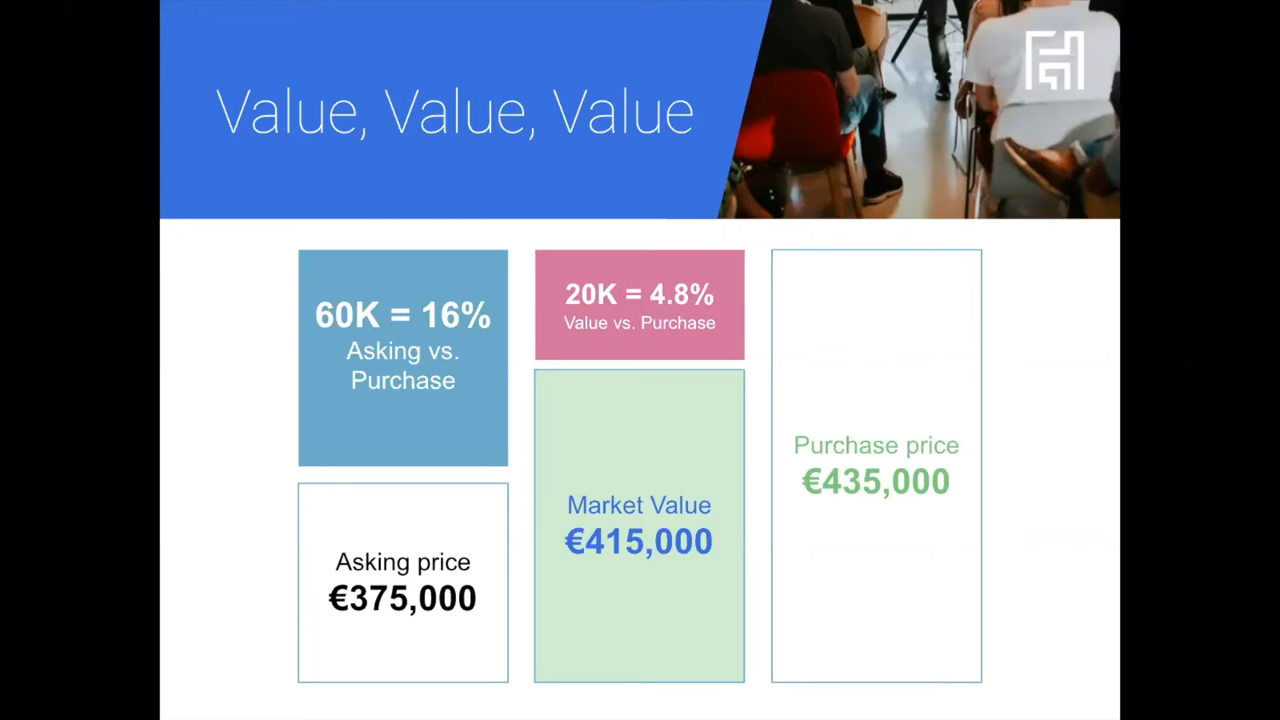 Value, Value, Value
60K = 16%
Asking vs.
Purchase
Asking price
€375,000
20K = 4.8%
Value vs. Purchase
Market Value
€415,000
Purchase price
€435,000